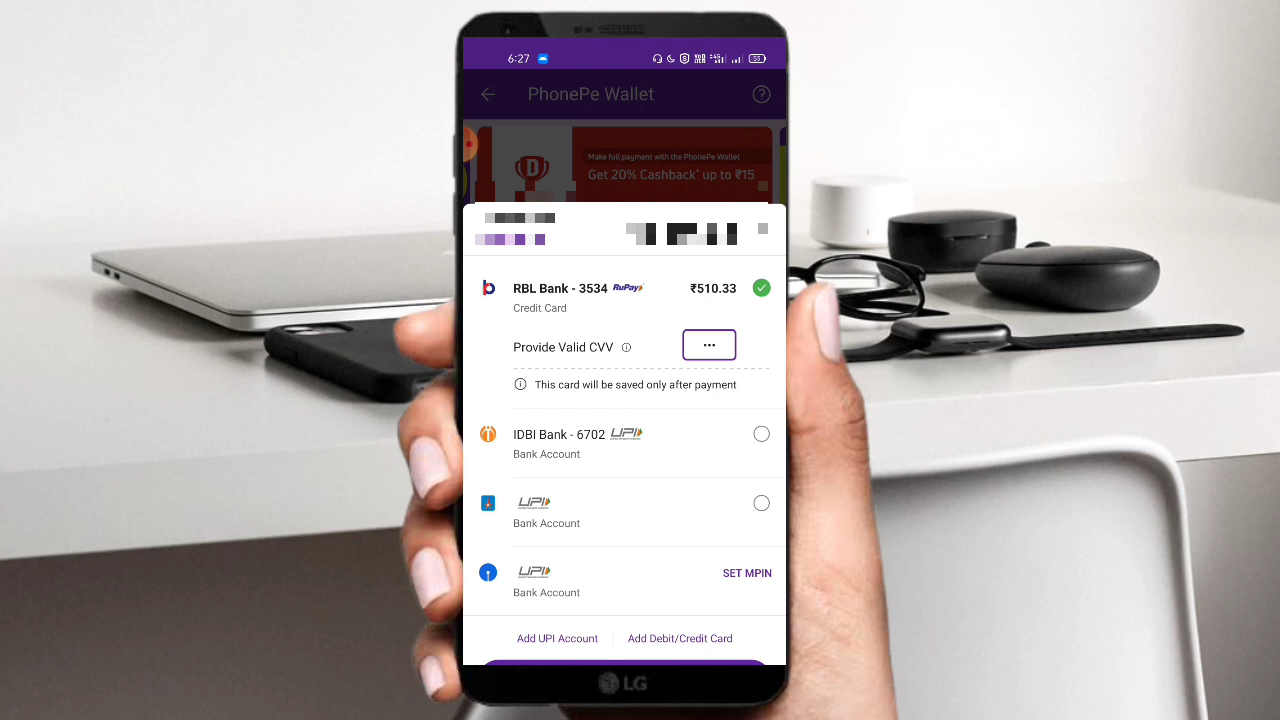 6:27
55
PhonePe Wallet
Make full payment with the PhonePe Wallet
Get 20% Cashback* up to ₹15
RBL Bank - 3534 RuPay ₹510.33
Credit Card
Provide Valid CVV
This card will be saved only after payment
IDBI Bank - 6702 UPI
Bank Account
UPI
Bank Account
UPI SET MPIN
Bank Account
Add UPI Account Add Debit/Credit Card
LG